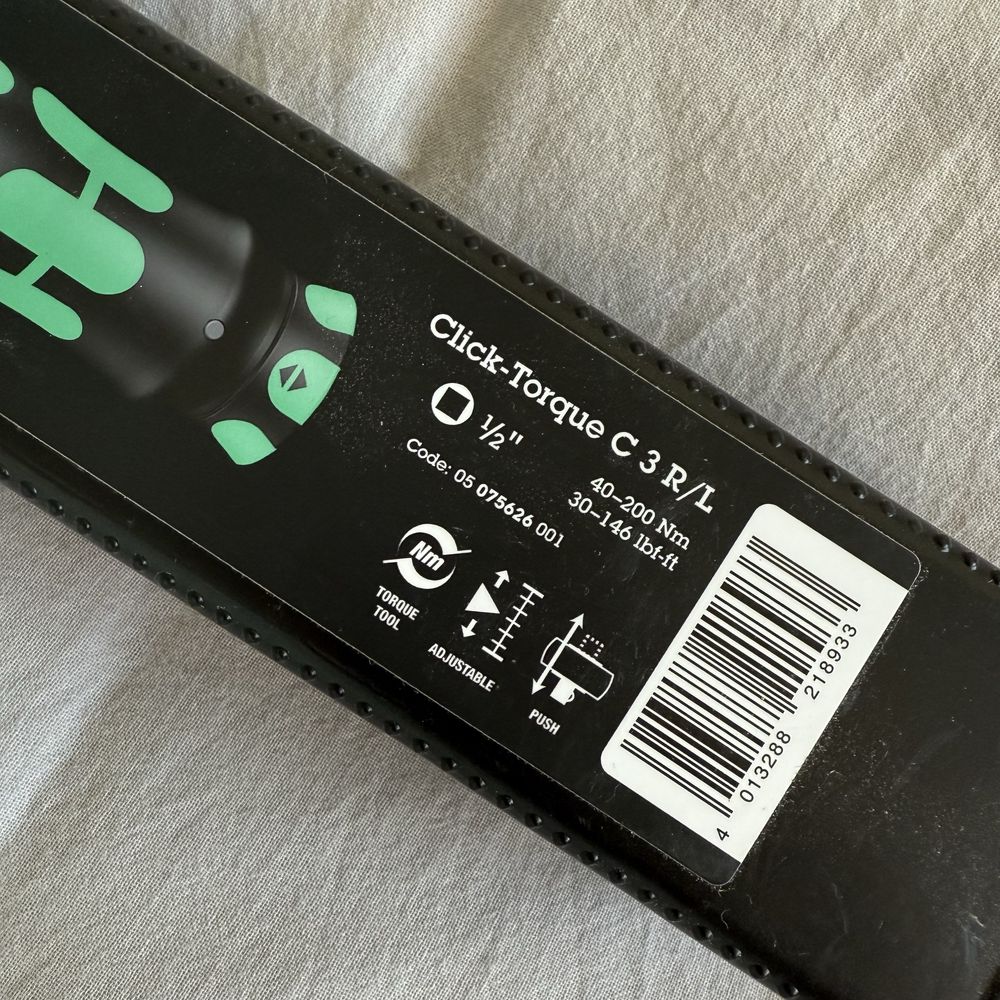 Click-Torque C 3 R/L
1/2"
40–200 Nm
30–146 lbf-ft
Code: 05 075626 001
Nm
TORQUE
TOOL
ADJUSTABLE
PUSH
4 013288 218933